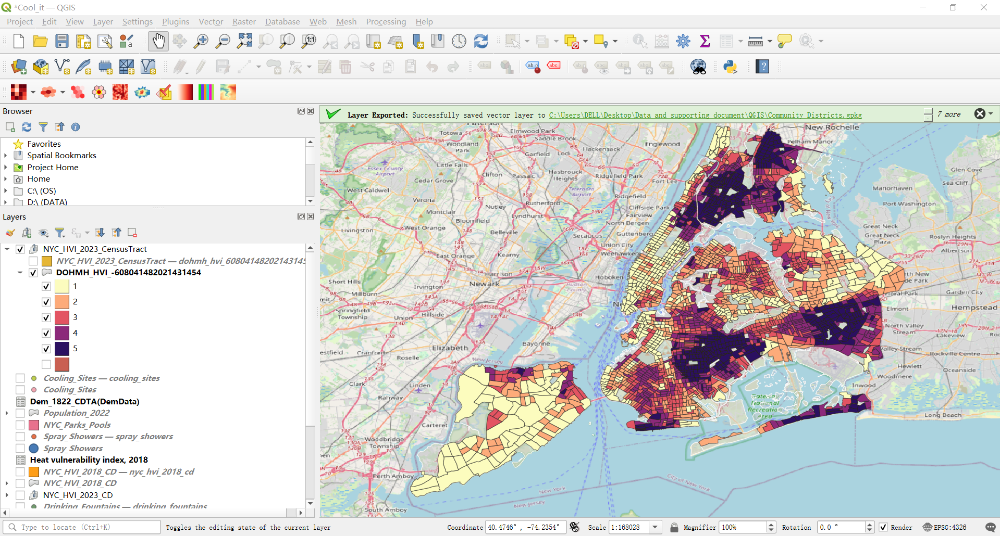 *Cool_it — QGIS
Project Edit View Layer Settings Plugins Vector Raster Database Web Mesh Processing Help
Browser
Favorites
Spatial Bookmarks
Project Home
Home
C:\ (OS)
D:\ (DATA)
Layers
NYC_HVI_2023_CensusTract
NYC_HVI_2023_CensusTract — dohmh_hvi_6080414820214314
DOHMH_HVI_-608041482021431454
1
2
3
4
5
Cooling_Sites — cooling_sites
Cooling_Sites
Dem_1822_CDTA(DemData)
Population_2022
NYC_Parks_Pools
Spray_Showers — spray_showers
Spray_Showers
Heat vulnerability index, 2018
NYC_HVI_2018_CD — nyc_hvi_2018_cd
NYC_HVI_2018_CD
NYC_HVI_2023_CD
Drinking_Fountains — drinking_fountains
Layer Exported: Successfully saved vector layer to C:\Users\DELL\Desktop\Data and supporting document\QGIS\Community Districts.gpkg 7 more
Totowa
Elmwood Park
Saddle Brook
New Rochelle
Woodland Park
Hackensack
Englewood
Pelham Manor
Garfield
Lodi
Little Falls
Essex County Airport
Clifton
Passaic
Hasbrouck Heights
Ridgefield Park
Fort Lee
Glen Cove
Cedar Grove
Sea Cliff
West Caldwell
Teterboro Airport
Manorhaven
Verona
Nutley
Rutherford
Ridgefield
Port Washington
Cliffside Park
Montclair
Lyndhurst
Fairview
Bloomfield
North Bergen
Livingston
West Orange
Belleville
Guttenberg
Great Neck
Secaucus
Great Neck Plaza
Roslyn Heights
Union City
Albertson
East Orange
Kearny
Weehawken
Harrison
Hoboken
Short Hills
Irvington
Newark
Hudson County
Garden City
Millburn
Springfield Township
Union
Hillside
Elmont
Hempstead
North Valley Stream
Lakeview
Elizabeth
Bayonne
Valley Stream
Rockville Centre
Cranford
Roselle
New Jersey
Hewlett
Oceanside
Woodmere
Clark
Linden
Inwood
Rahway
Gateway National Recreation Area
Long Beach
Carteret
Woodbridge Township
Perth Amboy
City of New York
New York
New Jersey
South Amboy
Type to locate (Ctrl+K) Toggles the editing state of the current layer Coordinate 40.4746° , -74.2354° Scale 1:168028 Magnifier 100% Rotation 0.0 ° Render EPSG:4326